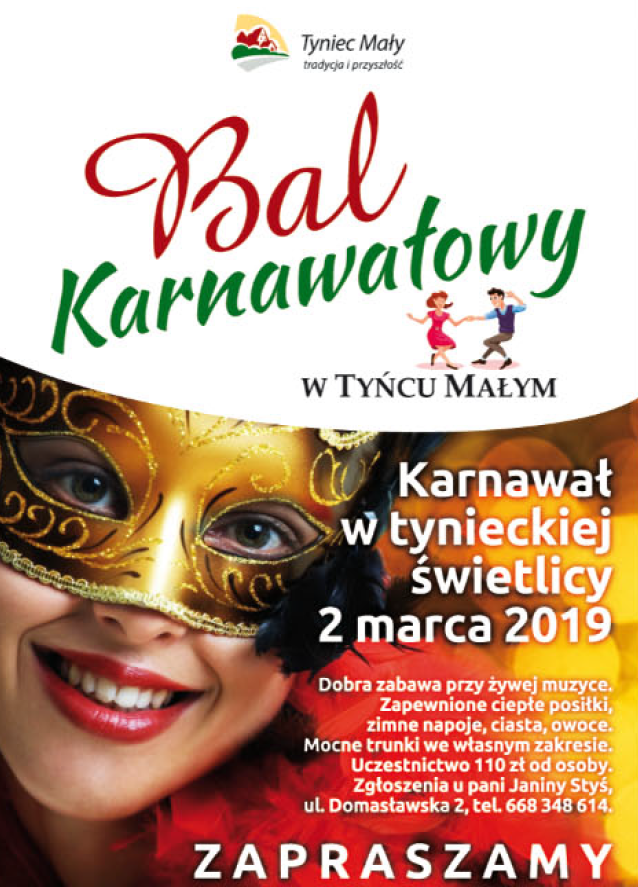 Tyniec Mały
tradycja i przyszłość
Bal
Karnawałowy
w Tyńcu Małym
Karnawał
w tynieckiej
świetlicy
2 marca 2019
Dobra zabawa przy żywej muzyce.
Zapewnione ciepłe posiłki,
zimne napoje, ciasta, owoce.
Mocne trunki we własnym zakresie.
Uczestnictwo 110 zł od osoby.
Zgłoszenia u pani Janiny Styś,
ul. Domasławska 2, tel. 668 348 614.
ZAPRASZAMY